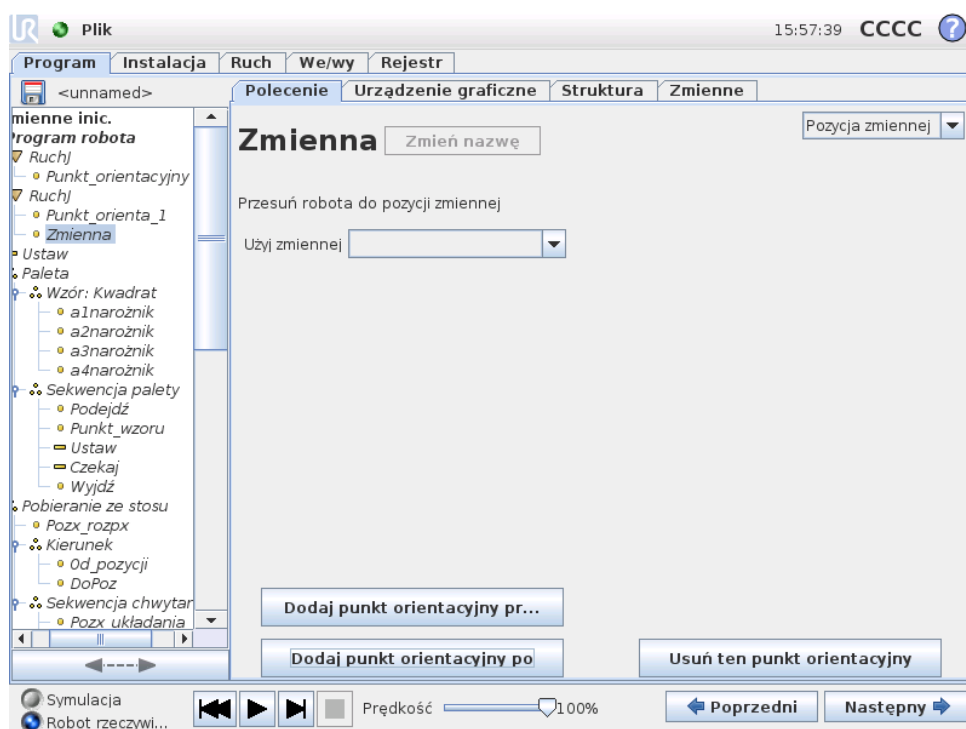 UR Plik 15:57:39 CCCC ?
Program Instalacja Ruch We/wy Rejestr
<unnamed>
Polecenie Urządzenie graficzne Struktura Zmienne
mienne inic.
Program robota
RuchJ
Punkt_orientacyjny
RuchJ
Punkt_orienta_1
Zmienna
Ustaw
Paleta
Wzór: Kwadrat
a1narożnik
a2narożnik
a3narożnik
a4narożnik
Sekwencja palety
Podejdź
Punkt_wzoru
Ustaw
Czekaj
Wyjdź
Pobieranie ze stosu
Pozx_rozpx
Kierunek
Od_pozycji
DoPoz
Sekwencja chwytar
Pozx układania
Zmienna
Zmień nazwę
Pozycja zmiennej
Przesuń robota do pozycji zmiennej
Użyj zmiennej
Dodaj punkt orientacyjny pr...
Dodaj punkt orientacyjny po
Usuń ten punkt orientacyjny
Symulacja
Robot rzeczywi...
Prędkość 100%
Poprzedni
Następny